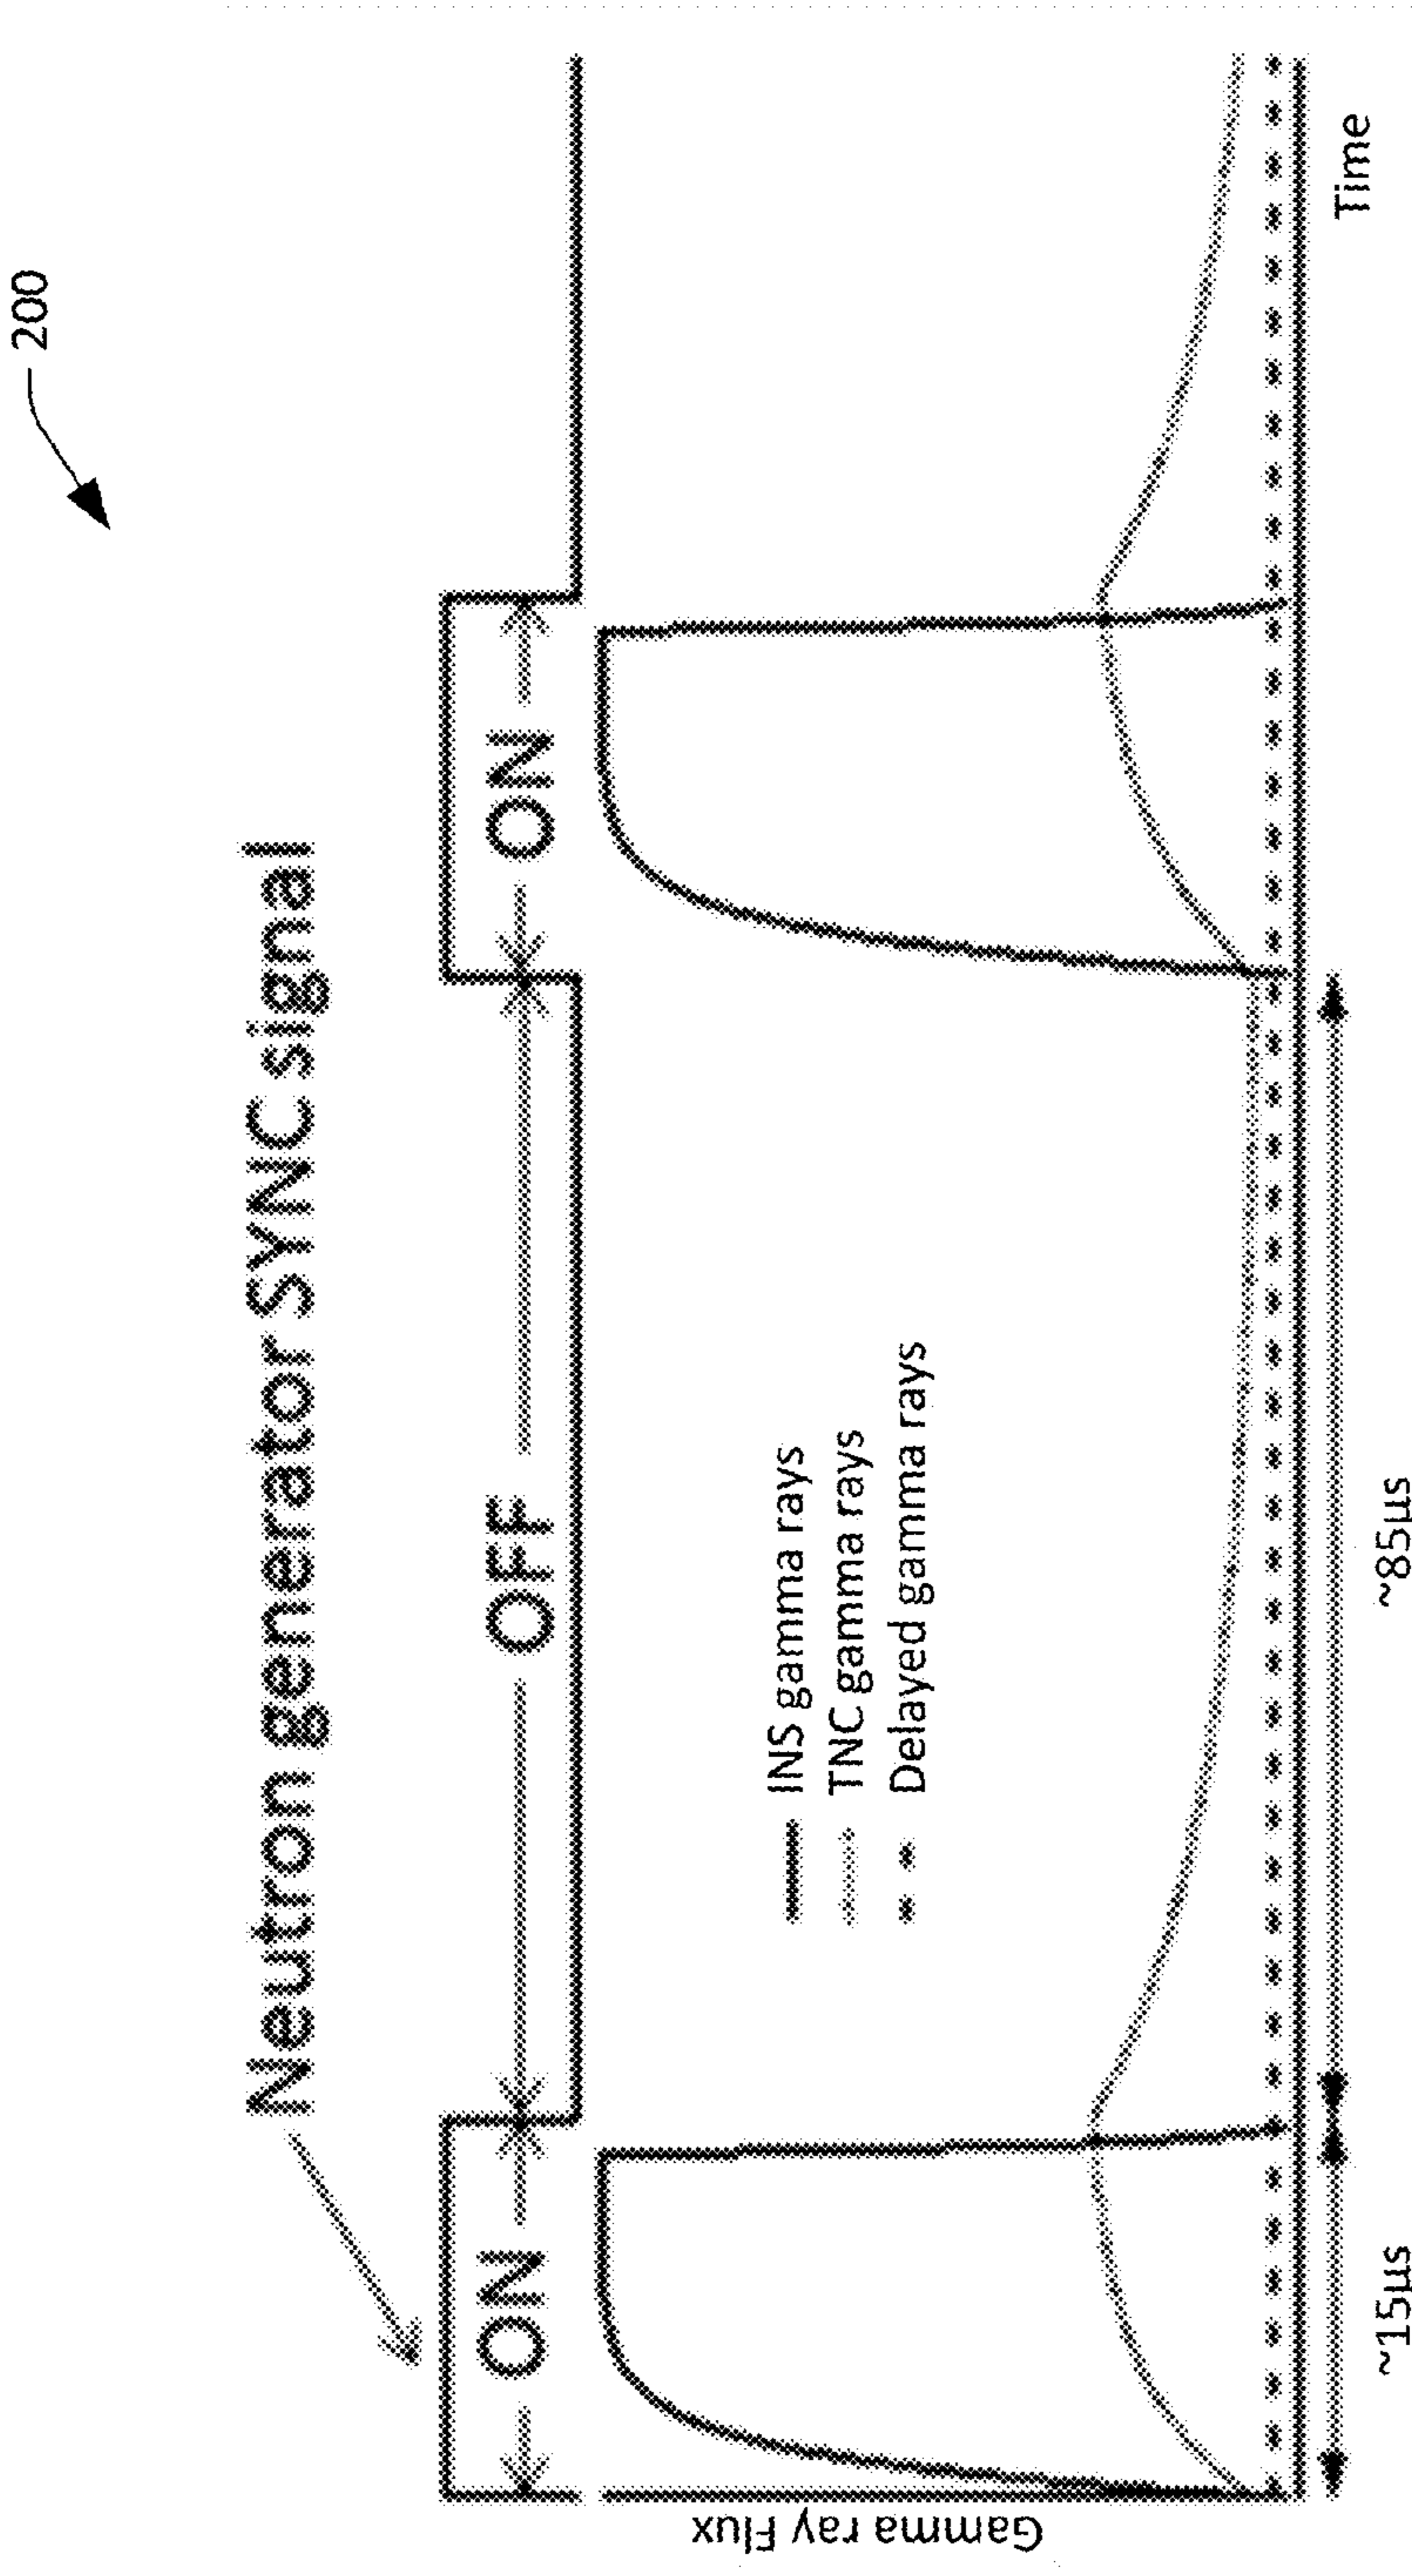 200
Neutron generator SYNC signal
ON
OFF
ON
INS gamma rays
TNC gamma rays
Delayed gamma rays
Gamma ray Flux
Time
~15µs
~85µs